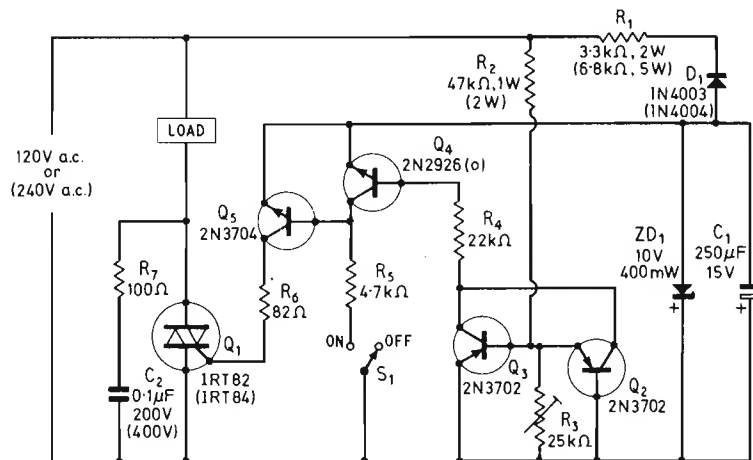 R1
3·3kΩ, 2W
(6·8kΩ, 5W)
R2
47kΩ, 1W
(2W)
D1
1N4003
(1N4004)
LOAD
120V a.c.
or
(240V a.c.)
Q4
2N2926(o)
Q5
2N3704
R4
22kΩ
ZD1
10V
400mW
+
C1
250µF
15V
+
R7
100Ω
R6
82Ω
R5
4·7kΩ
ON
OFF
S1
Q1
IRT82
(IRT84)
C2
0·1µF
200V
(400V)
Q3
2N3702
Q2
2N3702
R3
25kΩ